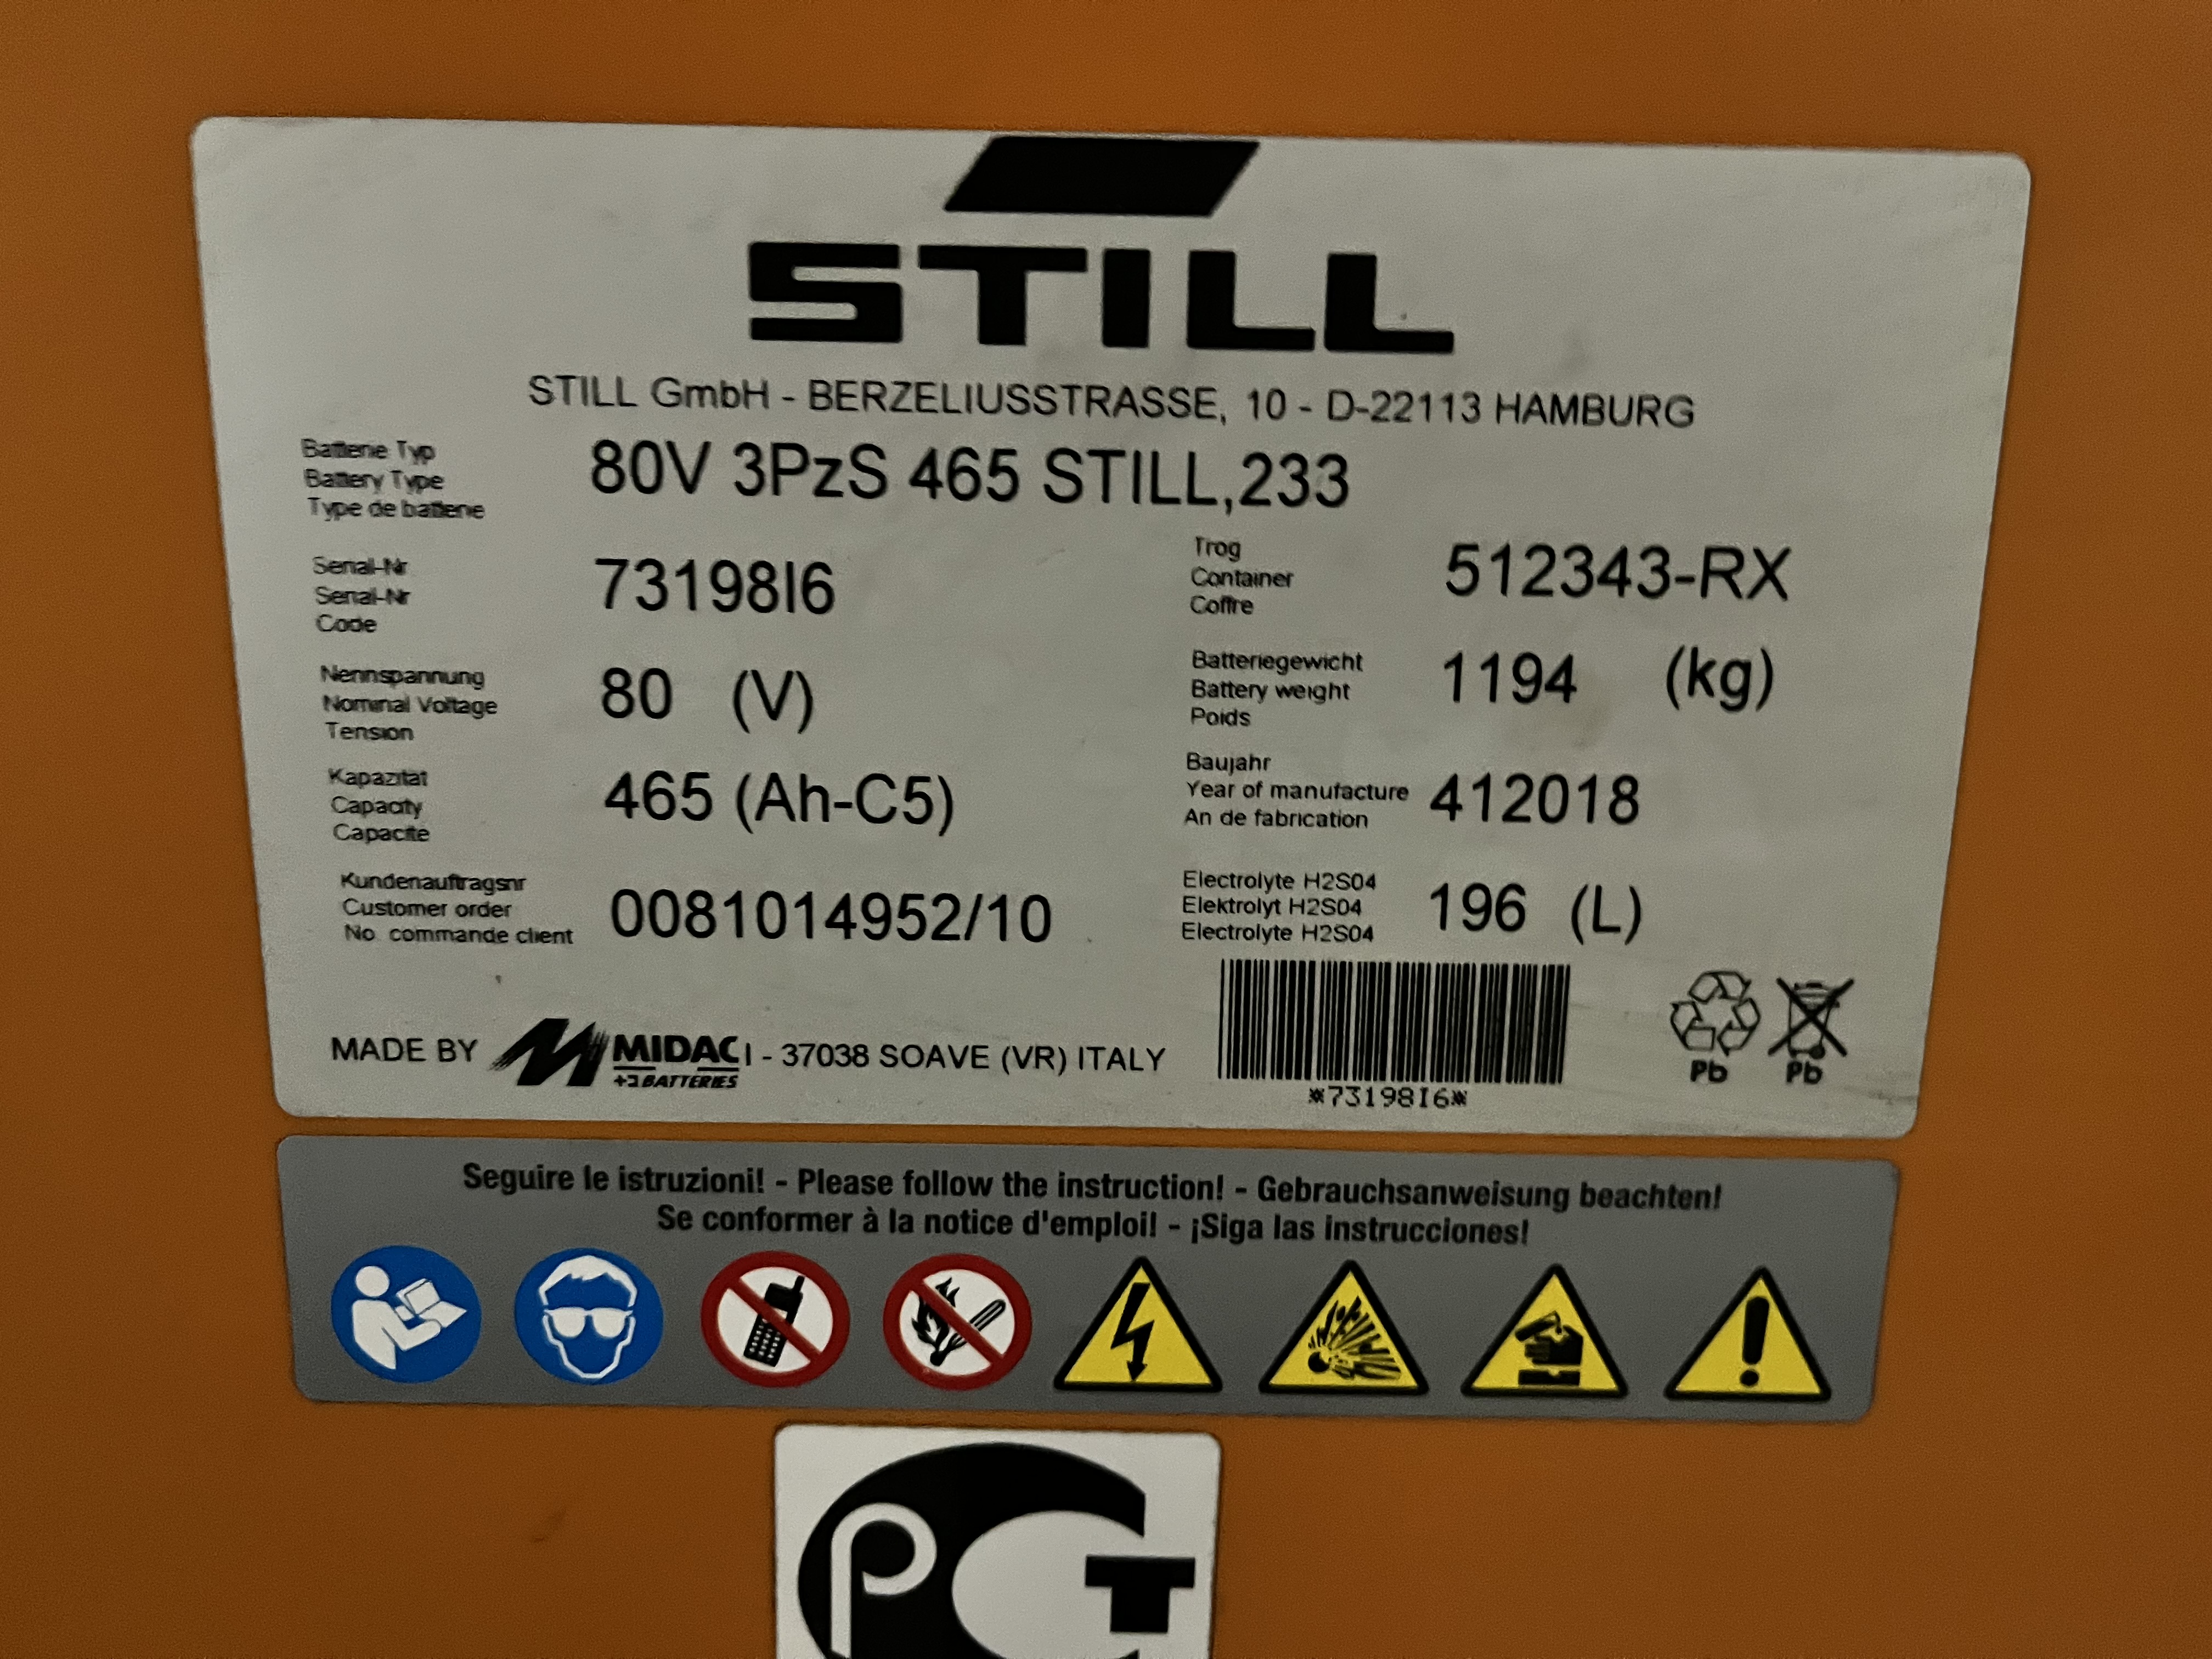 STILL
STILL GmbH - BERZELIUSSTRASSE, 10 - D-22113 HAMBURG
Batterie Typ
Battery Type
Type de batterie
80V 3PzS 465 STILL,233
Serial-Nr
Serial-Nr
Code
73198I6
Trog
Container
Coffre
512343-RX
Nennspannung
Nominal Voltage
Tension
80 (V)
Batteriegewicht
Battery weight
Poids
1194 (kg)
Kapazität
Capacity
Capacité
465 (Ah-C5)
Baujahr
Year of manufacture
An de fabrication
412018
Kundenauftragsnr
Customer order
No. commande client
0081014952/10
Electrolyte H2S04
Elektrolyt H2S04
Electrolyte H2S04
196 (L)
MADE BY MIDAC I - 37038 SOAVE (VR) ITALY
BATTERIES
*73198I6*
Pb Pb
Seguire le istruzioni! - Please follow the instruction! - Gebrauchsanweisung beachten!
Se conformer à la notice d'emploi! - ¡Siga las instrucciones!
PCT